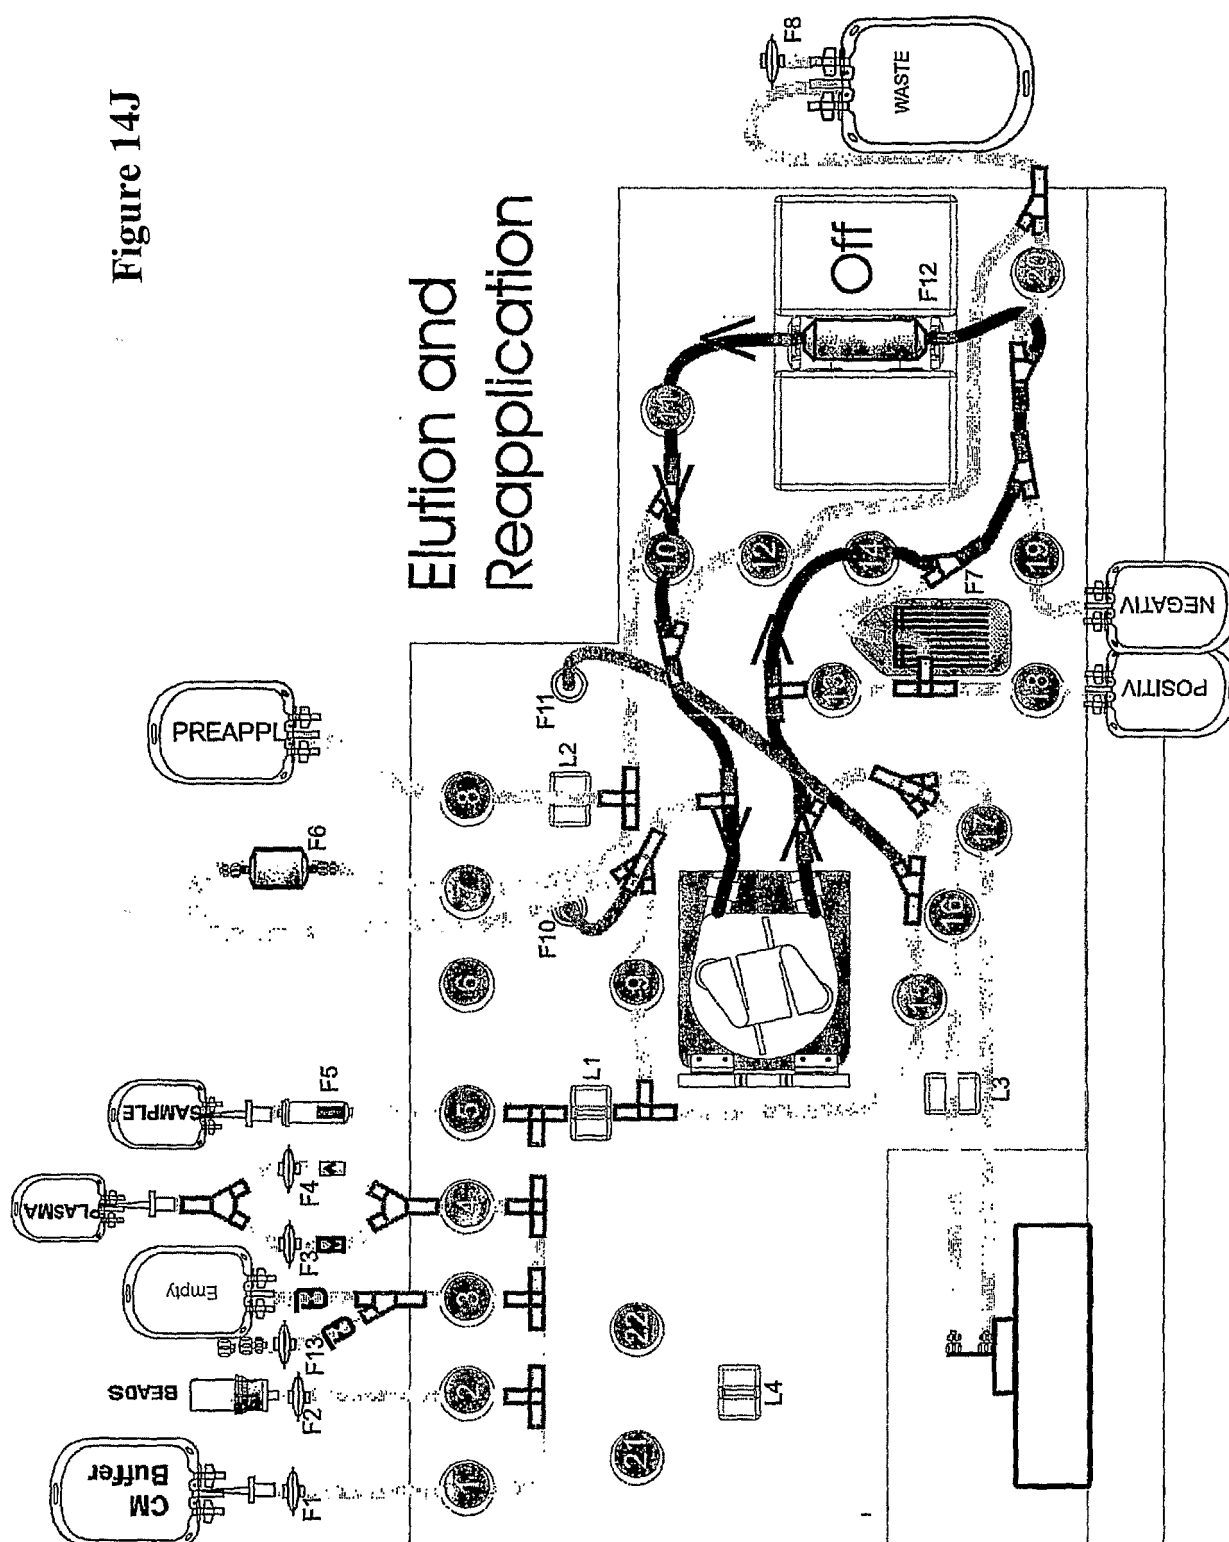 Figure 14J
Elution and
Reapplication
F8
WASTE
Off
F12
11
20
10
12
14
19
F7
NEGATIV
POSITIV
13
18
F11
PREAPPL
L2
8
F6
7
F10
17
16
6
9
15
SAMPLE
F5
5
L1
L3
PLASMA
F4
F3
4
Empty
F13
3
22
BEADS
F2
2
L4
21
CM
Buffer
F1
1